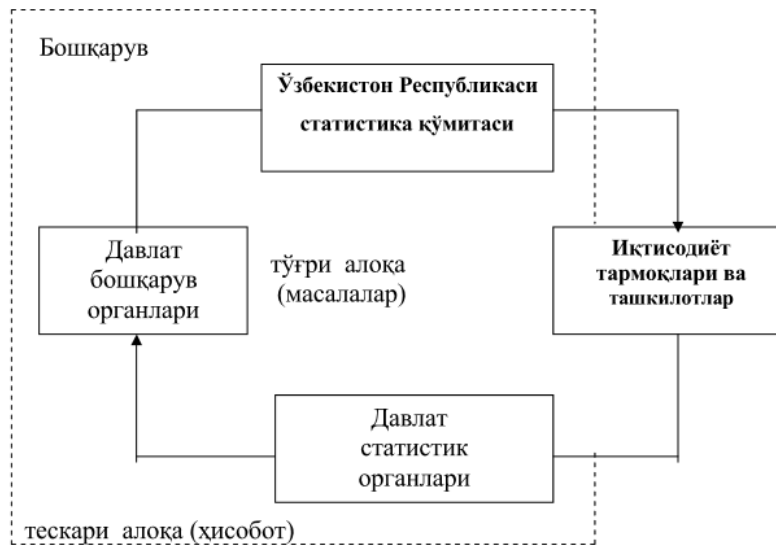 Бошқарув
Ўзбекистон Республикаси
статистика қўмитаси
Давлат
бошқарув
органлари
тўғри алоқа
(масалалар)
Иқтисодиёт
тармоқлари ва
ташкилотлар
Давлат
статистик
органлари
тескари алоқа (ҳисобот)